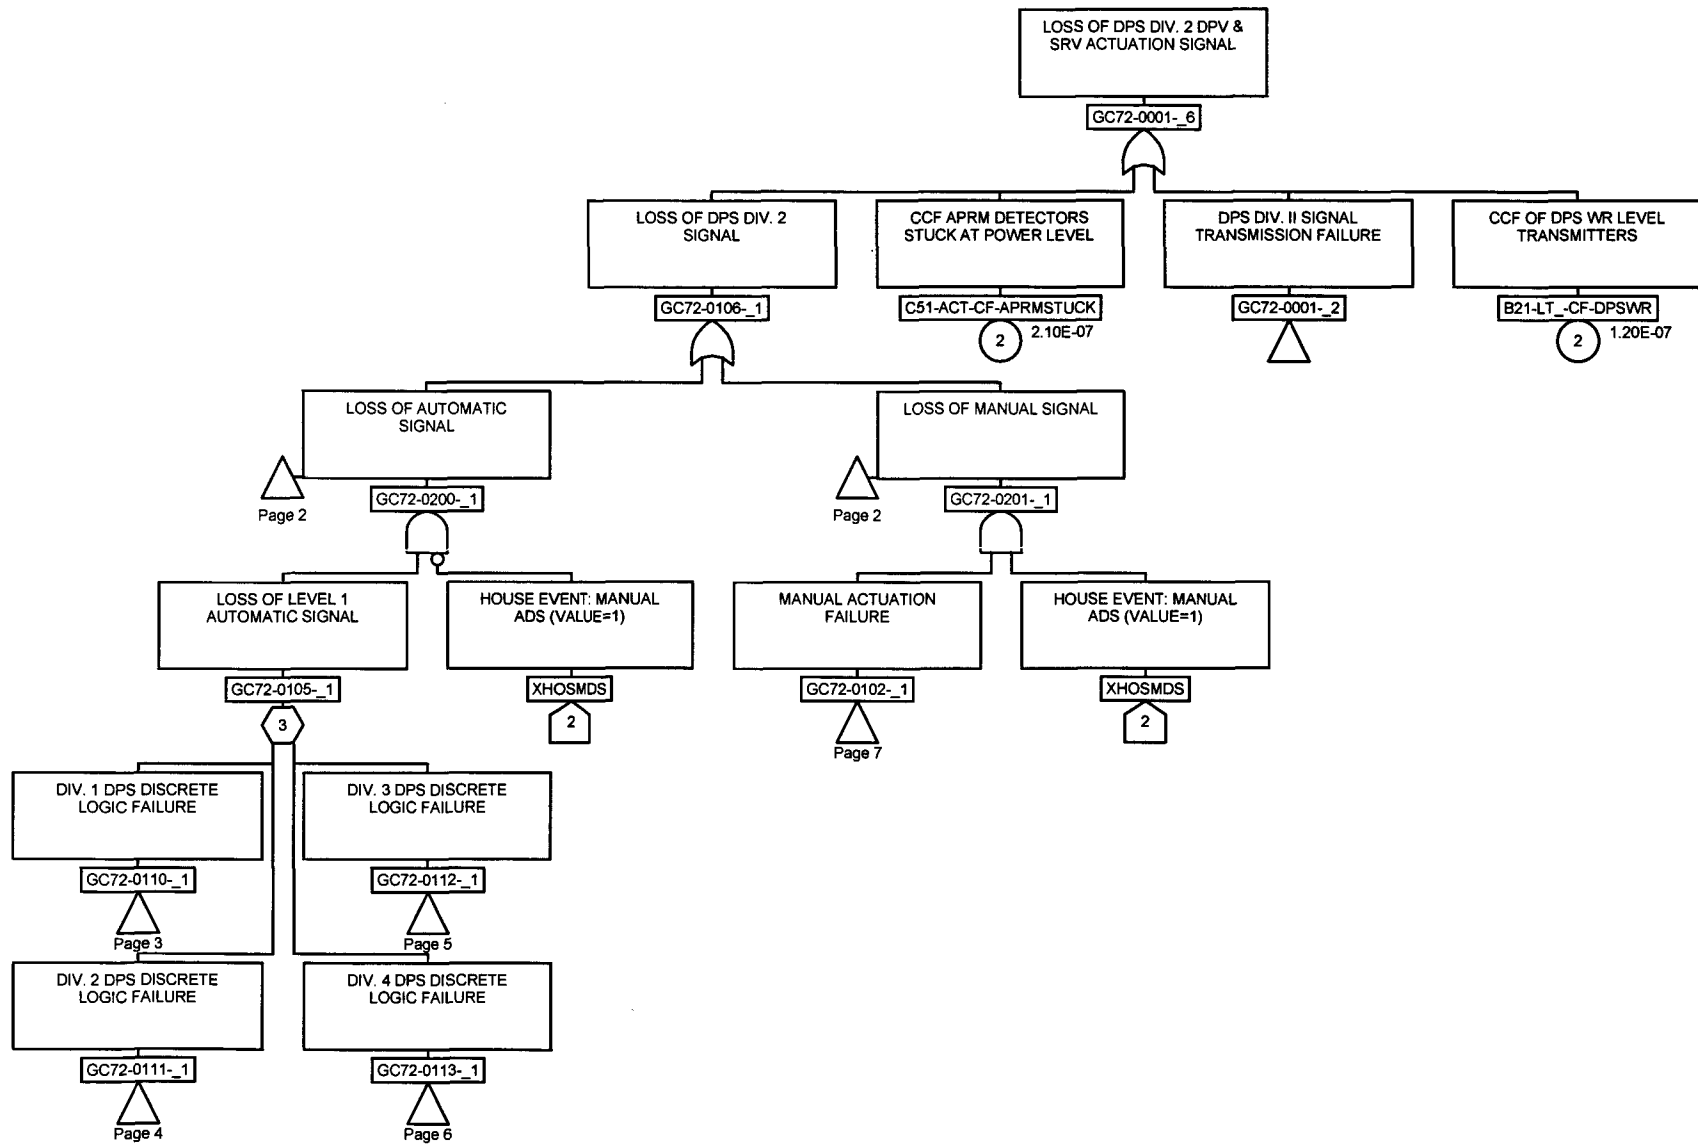 LOSS OF DPS DIV. 2 DPV &
SRV ACTUATION SIGNAL
GC72-0001-_6
LOSS OF DPS DIV. 2
SIGNAL
GC72-0106-_1
CCF APRM DETECTORS
STUCK AT POWER LEVEL
C51-ACT-CF-APRMSTUCK
2
2.10E-07
DPS DIV. II SIGNAL
TRANSMISSION FAILURE
GC72-0001-_2
CCF OF DPS WR LEVEL
TRANSMITTERS
B21-LT_-CF-DPSWR
2
1.20E-07
LOSS OF AUTOMATIC
SIGNAL
Page 2
GC72-0200-_1
LOSS OF MANUAL SIGNAL
Page 2
GC72-0201-_1
LOSS OF LEVEL 1
AUTOMATIC SIGNAL
GC72-0105-_1
3
HOUSE EVENT: MANUAL
ADS (VALUE=1)
XHOSMDS
2
MANUAL ACTUATION
FAILURE
GC72-0102-_1
Page 7
HOUSE EVENT: MANUAL
ADS (VALUE=1)
XHOSMDS
2
DIV. 1 DPS DISCRETE
LOGIC FAILURE
GC72-0110-_1
Page 3
DIV. 3 DPS DISCRETE
LOGIC FAILURE
GC72-0112-_1
Page 5
DIV. 2 DPS DISCRETE
LOGIC FAILURE
GC72-0111-_1
Page 4
DIV. 4 DPS DISCRETE
LOGIC FAILURE
GC72-0113-_1
Page 6